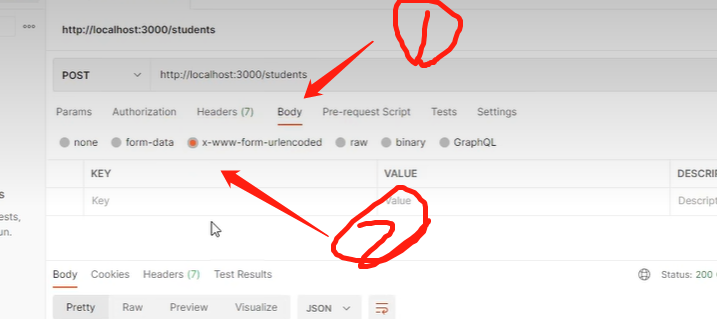 http://localhost:3000/students
1
POST http://localhost:3000/students
Params Authorization Headers (7) Body Pre-request Script Tests Settings
none form-data x-www-form-urlencoded raw binary GraphQL
KEY VALUE DESCRI
s
Key Value Descript
ests,
un.
2
Body Cookies Headers (7) Test Results Status: 200
Pretty Raw Preview Visualize JSON